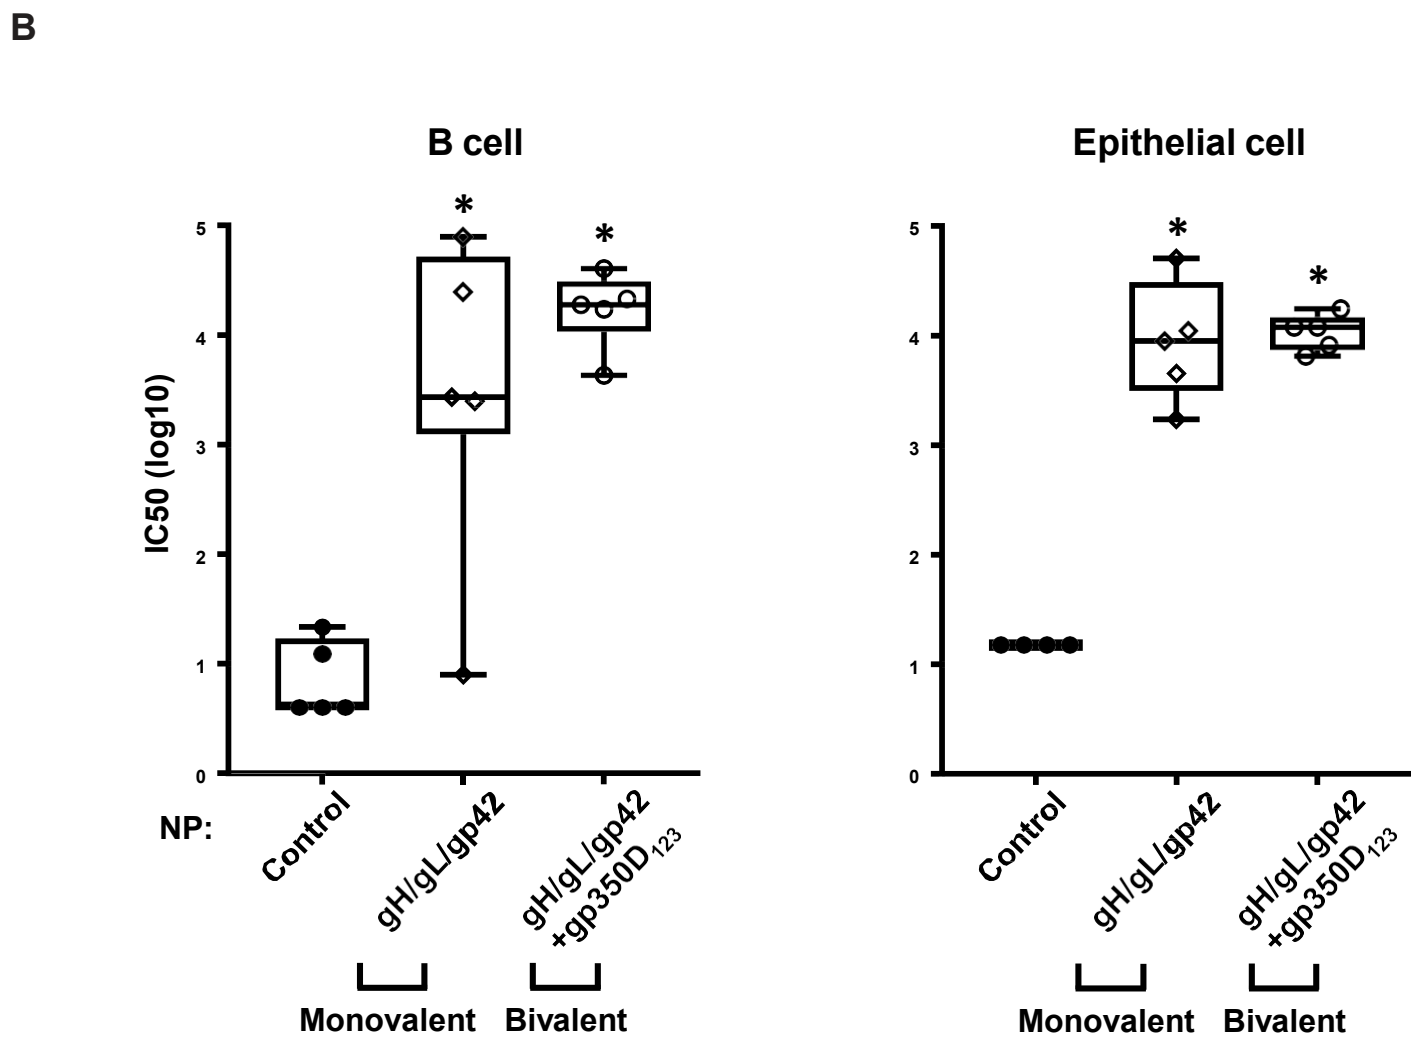 B
B cell
*
*
5
4
3
2
1
0
IC50 (log10)
NP:
Control
gH/gL/gp42
gH/gL/gp42
+gp350D₁₂₃
Monovalent
Bivalent
Epithelial cell
*
*
5
4
3
2
1
0
Control
gH/gL/gp42
gH/gL/gp42
+gp350D₁₂₃
Monovalent
Bivalent